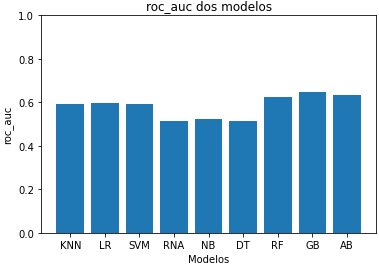 roc_auc dos modelos
1.0
0.8
0.6
0.4
0.2
0.0
roc_auc
KNN LR SVM RNA NB DT RF GB AB
Modelos